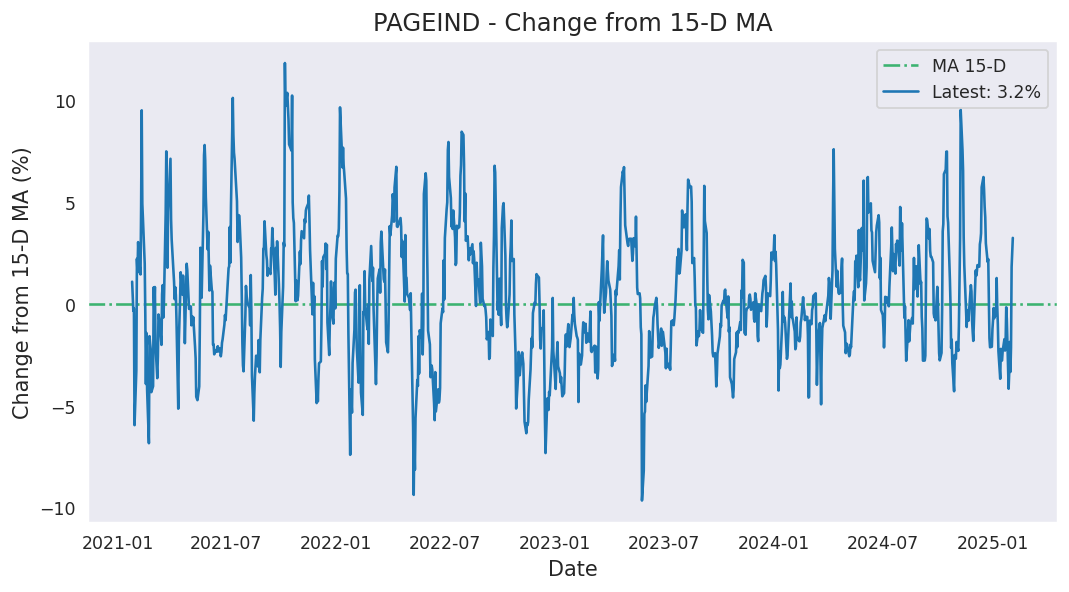 PAGEIND - Change from 15-D MA
MA 15-D
Latest: 3.2%
Change from 15-D MA (%)
10
5
0
−5
−10
2021-01 2021-07 2022-01 2022-07 2023-01 2023-07 2024-01 2024-07 2025-01
Date